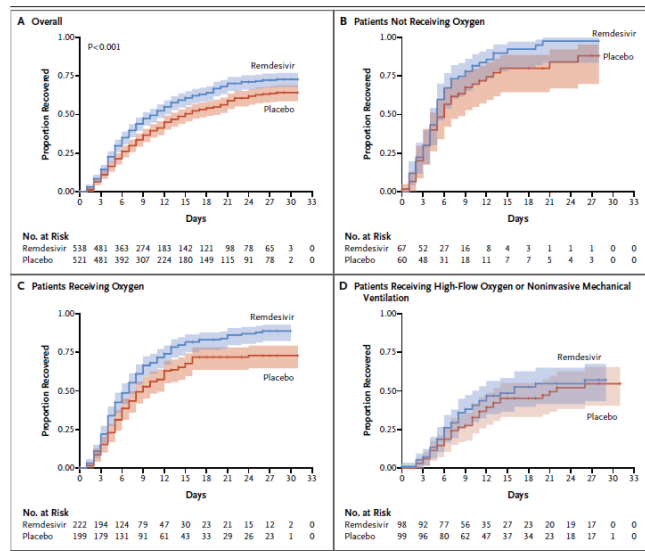 A Overall
P<0.001
Remdesivir
Placebo
Proportion Recovered
1.00
0.75
0.50
0.25
0.00
0 3 6 9 12 15 18 21 24 27 30 33
Days
No. at Risk
Remdesivir 538 481 363 274 183 142 121 98 78 65 3 0
Placebo 521 481 392 307 224 180 149 115 91 78 2 0
B Patients Not Receiving Oxygen
Remdesivir
Placebo
Proportion Recovered
1.00
0.75
0.50
0.25
0.00
0 3 6 9 12 15 18 21 24 27 30 33
Days
No. at Risk
Remdesivir 67 52 27 16 8 4 3 1 1 1 0 0
Placebo 60 48 31 18 11 7 7 5 4 3 0 0
C Patients Receiving Oxygen
Remdesivir
Placebo
Proportion Recovered
1.00
0.75
0.50
0.25
0.00
0 3 6 9 12 15 18 21 24 27 30 33
Days
No. at Risk
Remdesivir 222 194 124 79 47 30 23 21 15 12 2 0
Placebo 199 179 131 91 61 43 33 29 26 23 1 0
D Patients Receiving High-Flow Oxygen or Noninvasive Mechanical
Ventilation
Remdesivir
Placebo
Proportion Recovered
1.00
0.75
0.50
0.25
0.00
0 3 6 9 12 15 18 21 24 27 30 33
Days
No. at Risk
Remdesivir 98 92 77 56 35 27 23 20 19 17 0 0
Placebo 99 96 80 62 47 37 34 23 18 17 1 0